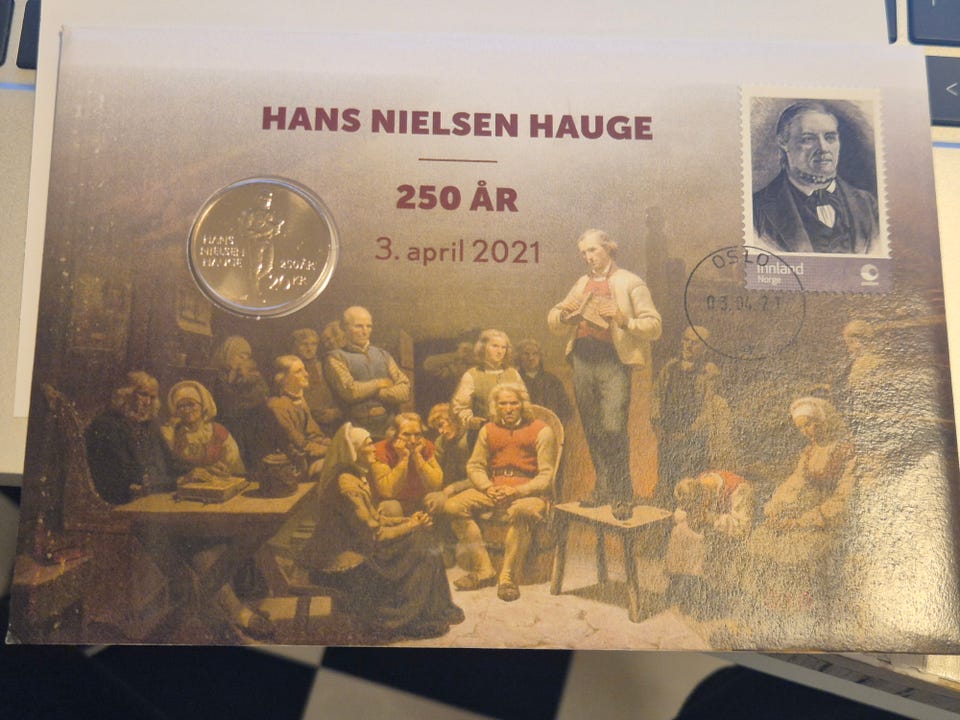 HANS NIELSEN HAUGE
250 ÅR
3. april 2021
HANS
NIELSEN
HAUGE
250 ÅR
20 KR
Innland
Norge
OSLO
03.04.21
<